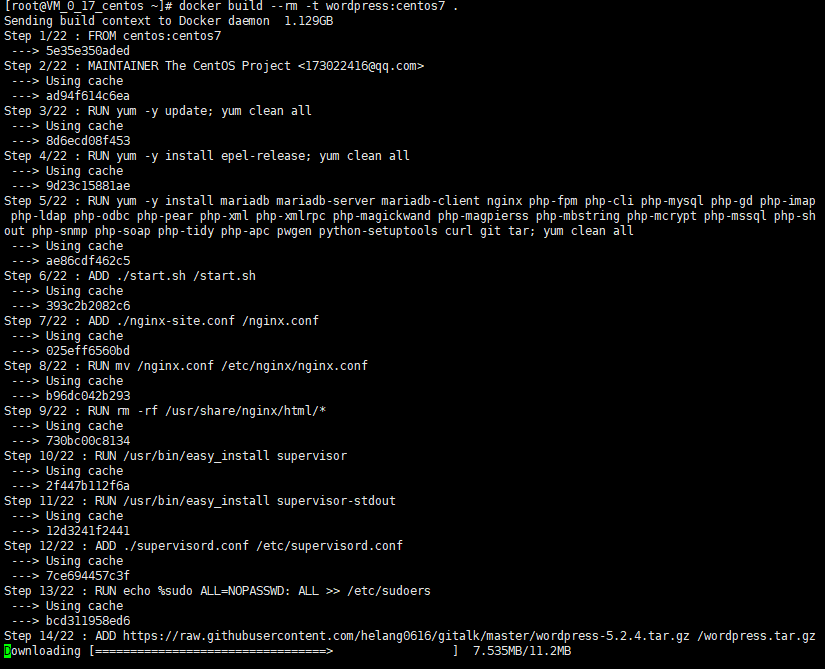 [root@VM_0_17_centos ~]# docker build --rm -t wordpress:centos7 .
Sending build context to Docker daemon  1.129GB
Step 1/22 : FROM centos:centos7
 ---> 5e35e350aded
Step 2/22 : MAINTAINER The CentOS Project <173022416@qq.com>
 ---> Using cache
 ---> ad94f614c6ea
Step 3/22 : RUN yum -y update; yum clean all
 ---> Using cache
 ---> 8d6ecd08f453
Step 4/22 : RUN yum -y install epel-release; yum clean all
 ---> Using cache
 ---> 9d23c15881ae
Step 5/22 : RUN yum -y install mariadb mariadb-server mariadb-client nginx php-fpm php-cli php-mysql php-gd php-imap
 php-ldap php-odbc php-pear php-xml php-xmlrpc php-magickwand php-magpierss php-mbstring php-mcrypt php-mssql php-sh
out php-snmp php-soap php-tidy php-apc pwgen python-setuptools curl git tar; yum clean all
 ---> Using cache
 ---> ae86cdf462c5
Step 6/22 : ADD ./start.sh /start.sh
 ---> Using cache
 ---> 393c2b2082c6
Step 7/22 : ADD ./nginx-site.conf /nginx.conf
 ---> Using cache
 ---> 025eff6560bd
Step 8/22 : RUN mv /nginx.conf /etc/nginx/nginx.conf
 ---> Using cache
 ---> b96dc042b293
Step 9/22 : RUN rm -rf /usr/share/nginx/html/*
 ---> Using cache
 ---> 730bc00c8134
Step 10/22 : RUN /usr/bin/easy_install supervisor
 ---> Using cache
 ---> 2f447b112f6a
Step 11/22 : RUN /usr/bin/easy_install supervisor-stdout
 ---> Using cache
 ---> 12d3241f2441
Step 12/22 : ADD ./supervisord.conf /etc/supervisord.conf
 ---> Using cache
 ---> 7ce694457c3f
Step 13/22 : RUN echo %sudo ALL=NOPASSWD: ALL >> /etc/sudoers
 ---> Using cache
 ---> bcd311958ed6
Step 14/22 : ADD https://raw.githubusercontent.com/helang0616/gitalk/master/wordpress-5.2.4.tar.gz /wordpress.tar.gz
Downloading [=================================>                 ]  7.535MB/11.2MB